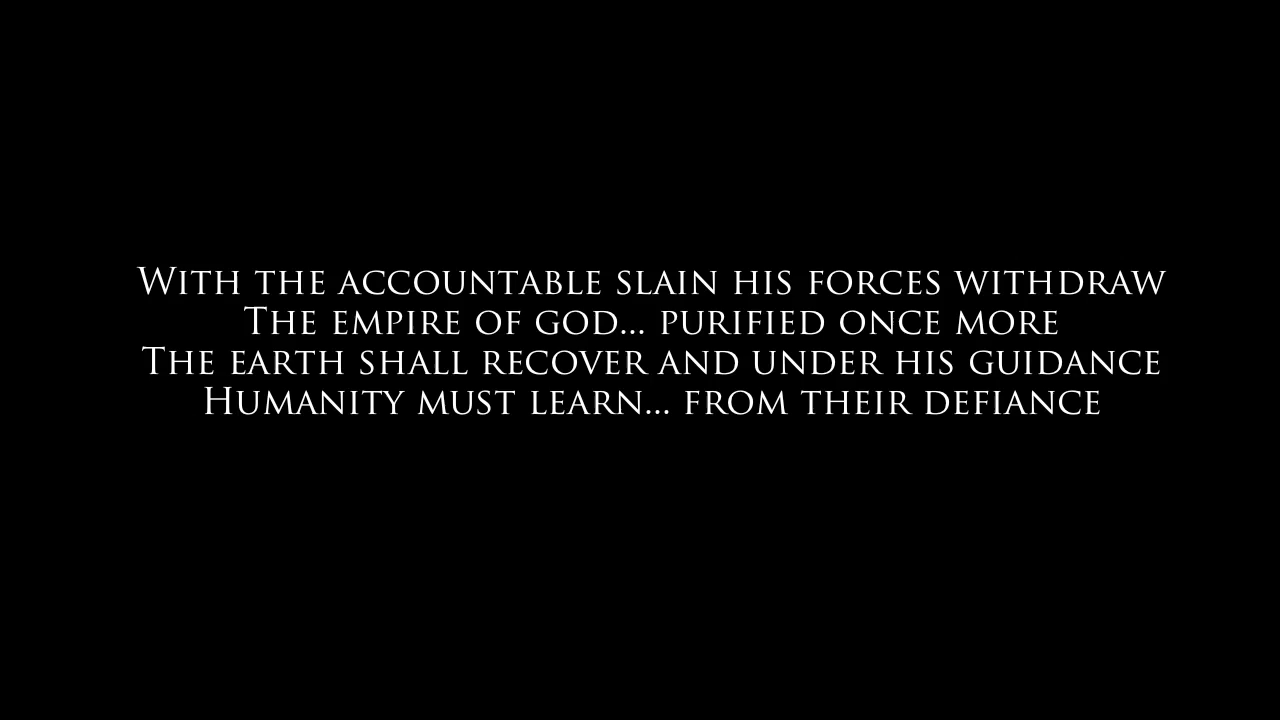 With the accountable slain his forces withdraw
The empire of god... purified once more
The earth shall recover and under his guidance
Humanity must learn... from their defiance